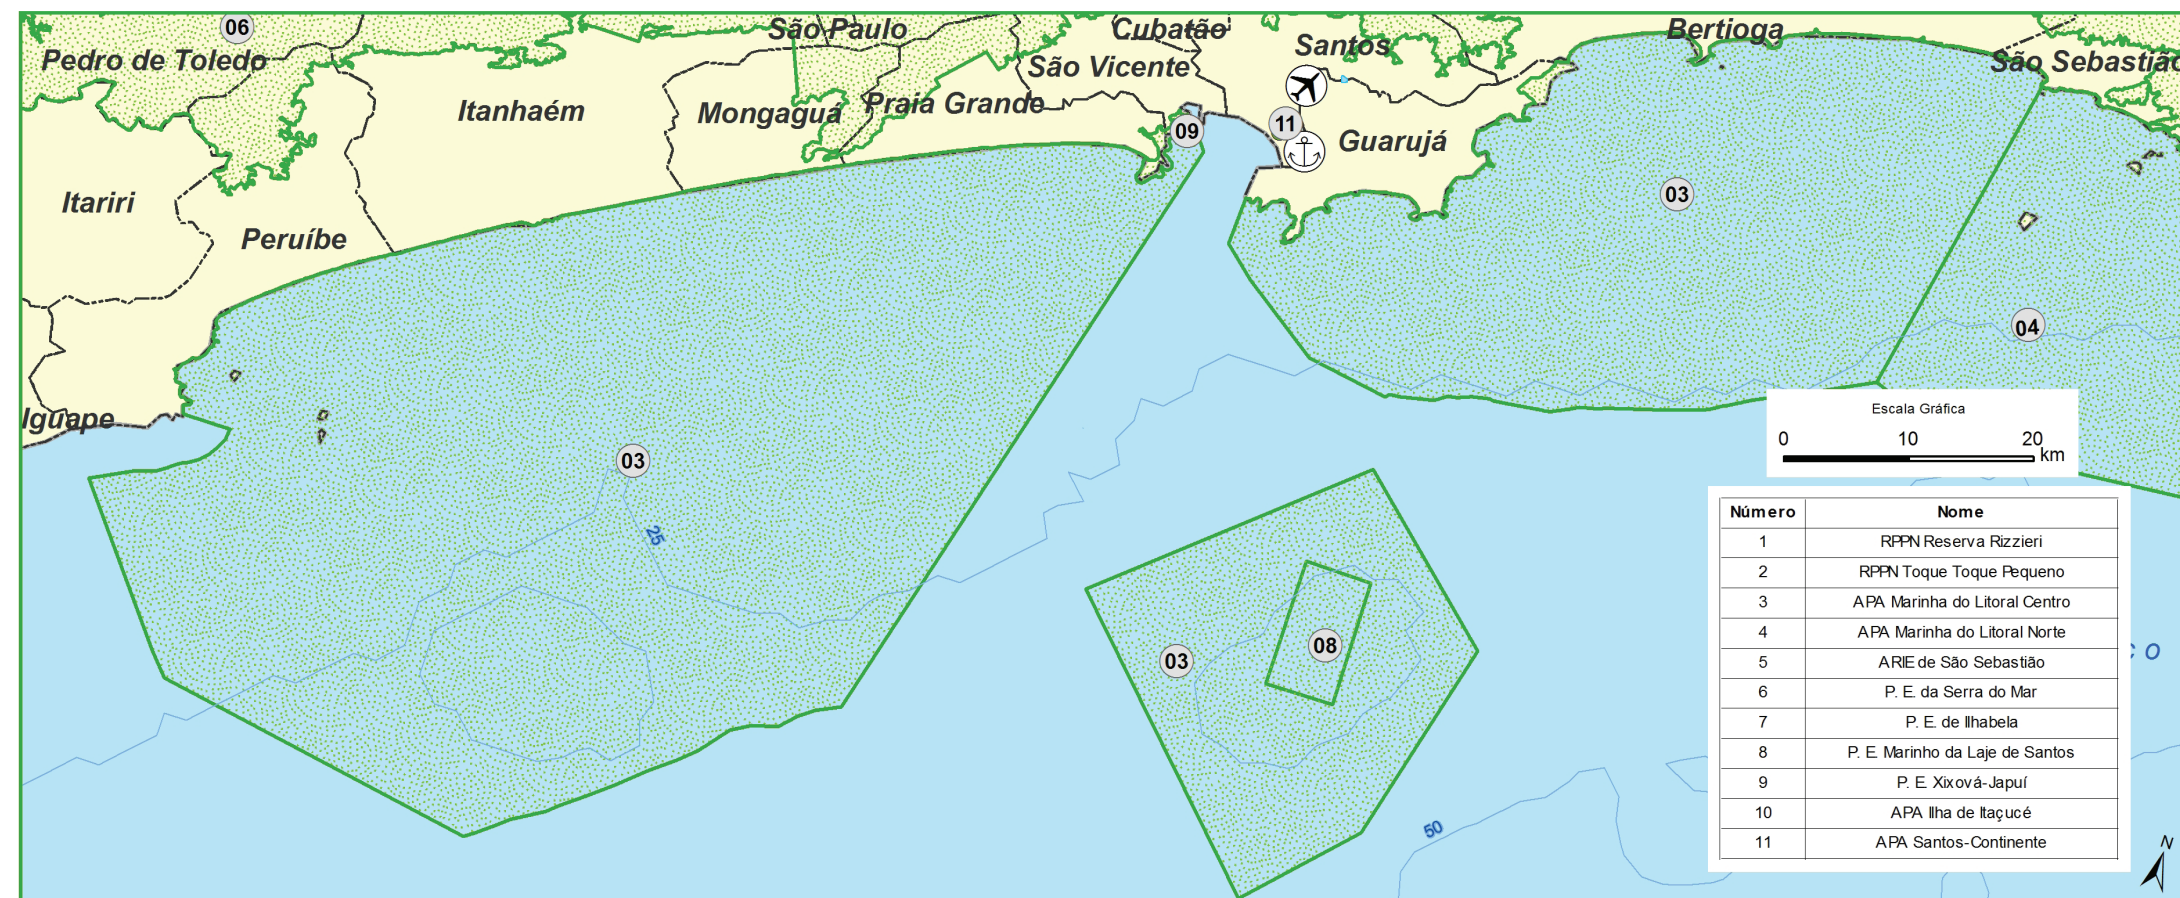 06
São Paulo
Cubatão
Santos
Bertioga
Pedro de Toledo
São Vicente
São Sebastião
Itanhaém
Mongaguá
Praia Grande
09
11
Guarujá
Itariri
03
Peruíbe
04
Iguape
03
25
Escala Gráfica
0 10 20
km
03
08
50
Número Nome
1 RPPN Reserva Rizzieri
2 RPPN Toque Toque Pequeno
3 APA Marinha do Litoral Centro
4 APA Marinha do Litoral Norte
5 ARIE de São Sebastião
6 P. E. da Serra do Mar
7 P. E. de Ilhabela
8 P. E. Marinho da Laje de Santos
9 P. E. Xixová-Japuí
10 APA Ilha de Itaçucé
11 APA Santos-Continente
O
N